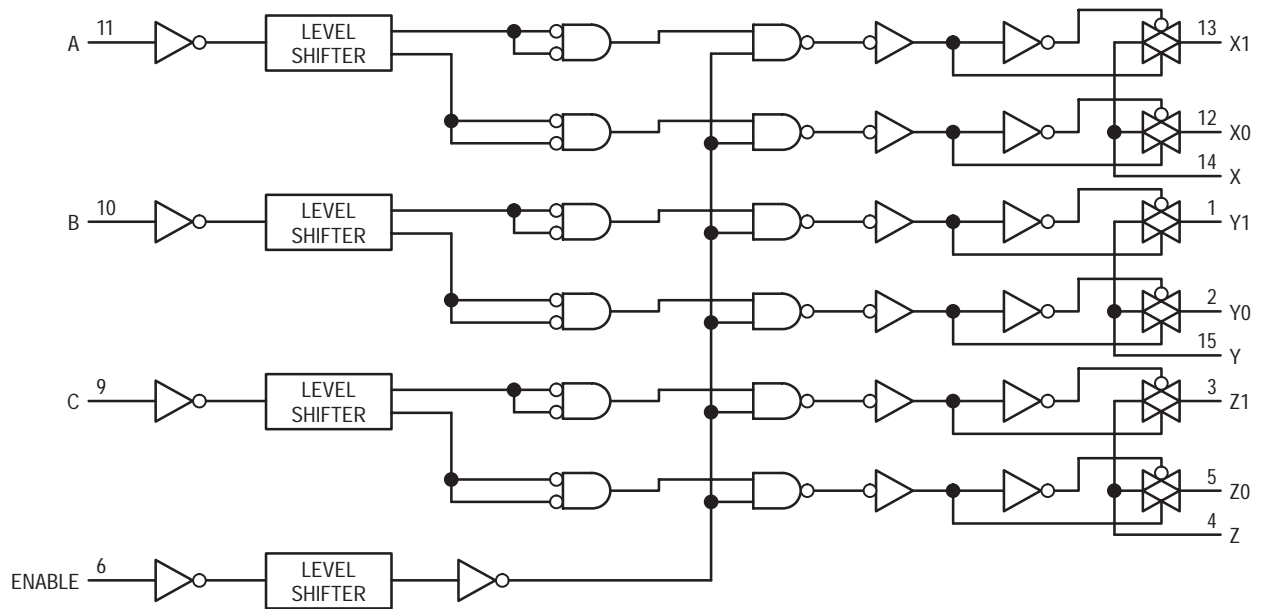 A 11 LEVEL SHIFTER 13 X1
12 X0
14 X
B 10 LEVEL SHIFTER 1 Y1
2 Y0
15 Y
C 9 LEVEL SHIFTER 3 Z1
5 Z0
4 Z
ENABLE 6 LEVEL SHIFTER